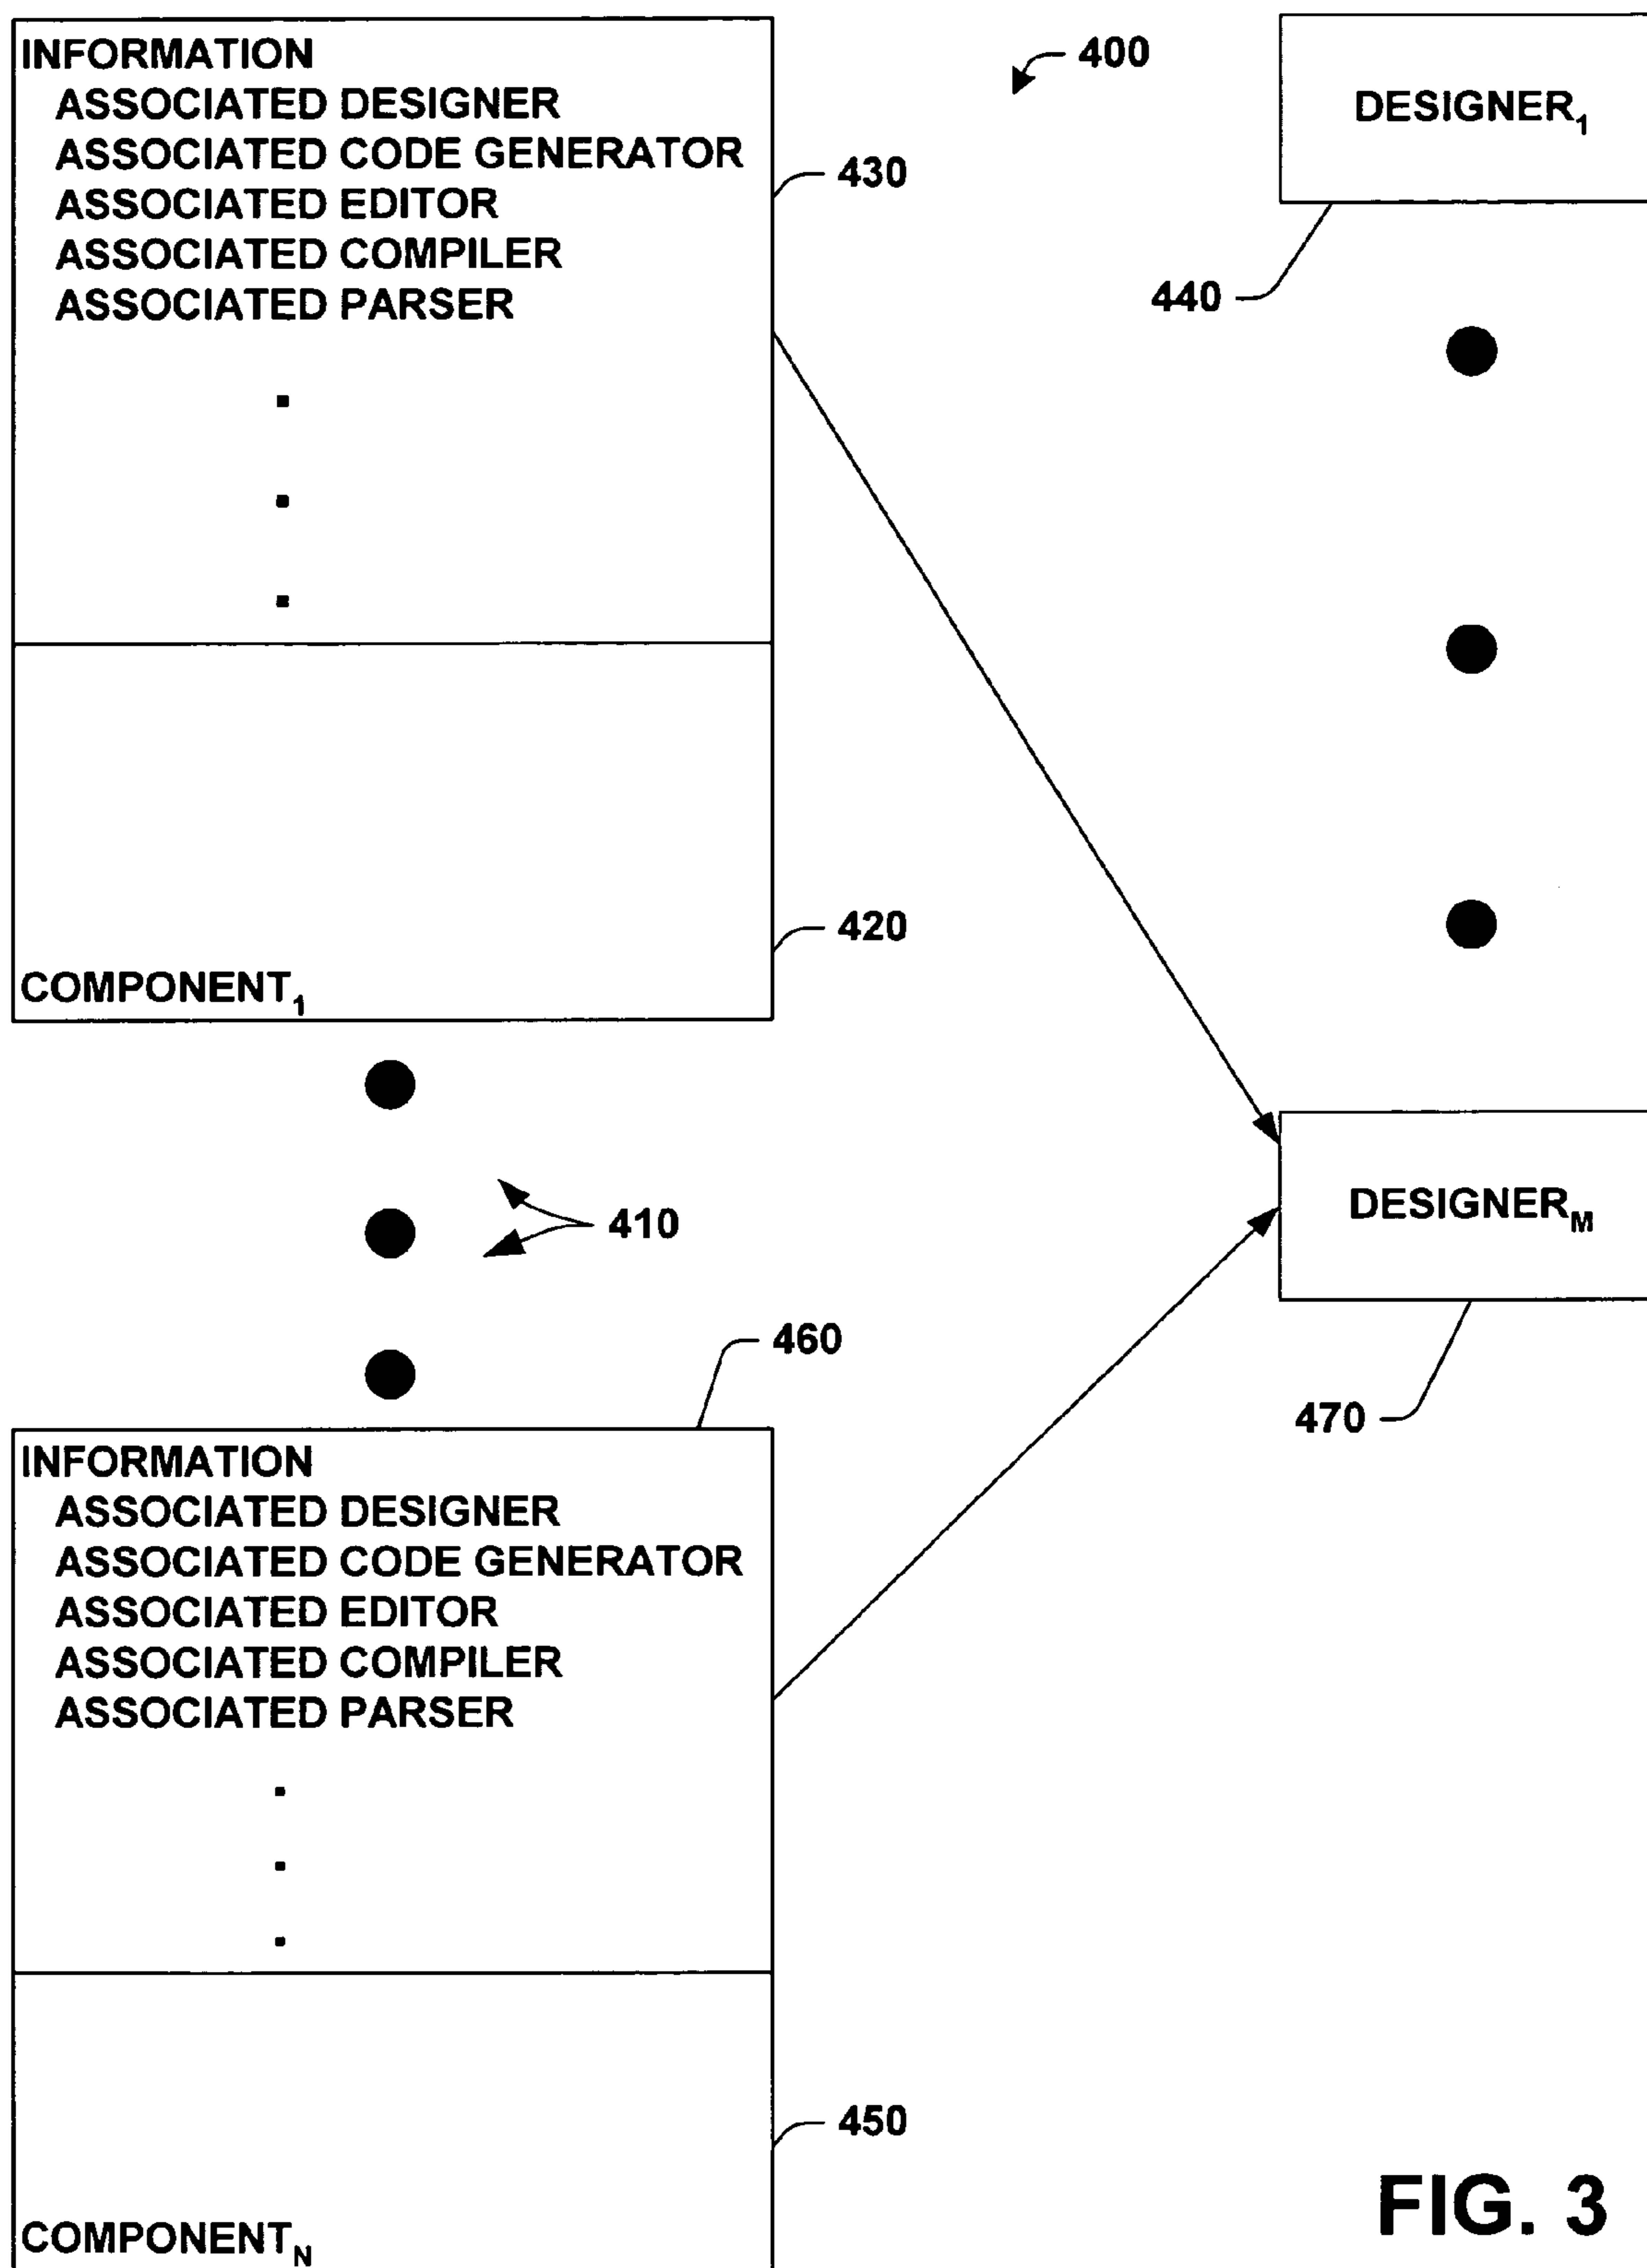 INFORMATION
ASSOCIATED DESIGNER
ASSOCIATED CODE GENERATOR
ASSOCIATED EDITOR
ASSOCIATED COMPILER
ASSOCIATED PARSER
430
420
COMPONENT1
400
DESIGNER1
440
410
DESIGNERM
470
460
INFORMATION
ASSOCIATED DESIGNER
ASSOCIATED CODE GENERATOR
ASSOCIATED EDITOR
ASSOCIATED COMPILER
ASSOCIATED PARSER
450
COMPONENTN
FIG. 3